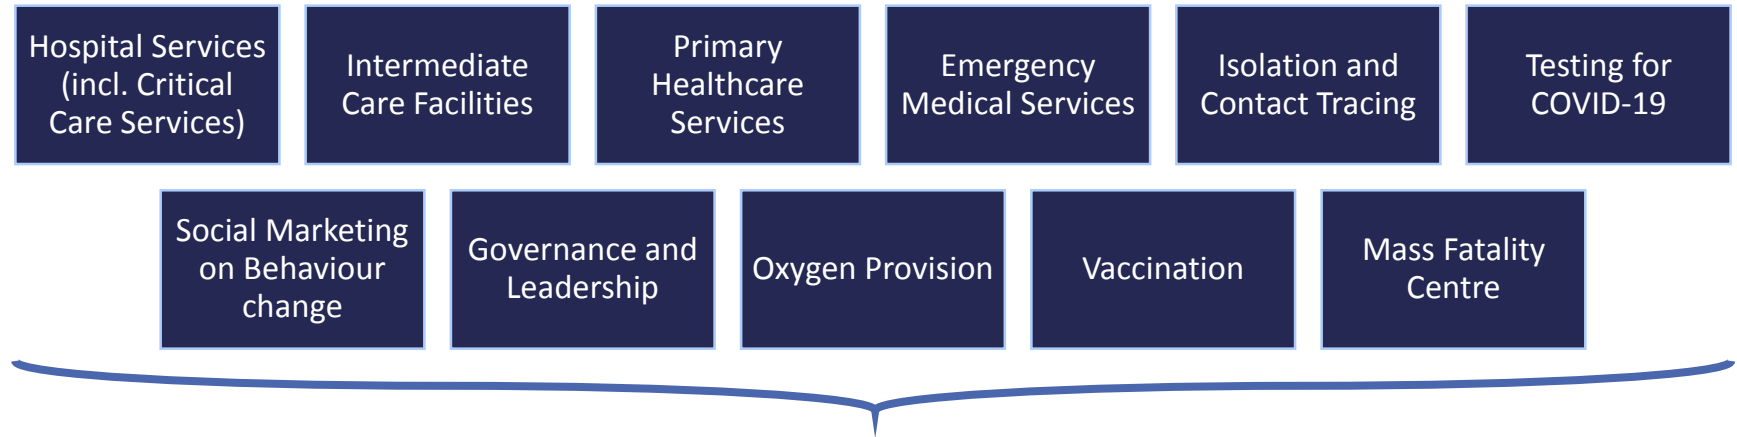 Hospital Services
(incl. Critical
Care Services)
Intermediate
Care Facilities
Primary
Healthcare
Services
Emergency
Medical Services
Isolation and
Contact Tracing
Testing for
COVID-19
Social Marketing
on Behaviour
change
Governance and
Leadership
Oxygen Provision
Vaccination
Mass Fatality
Centre